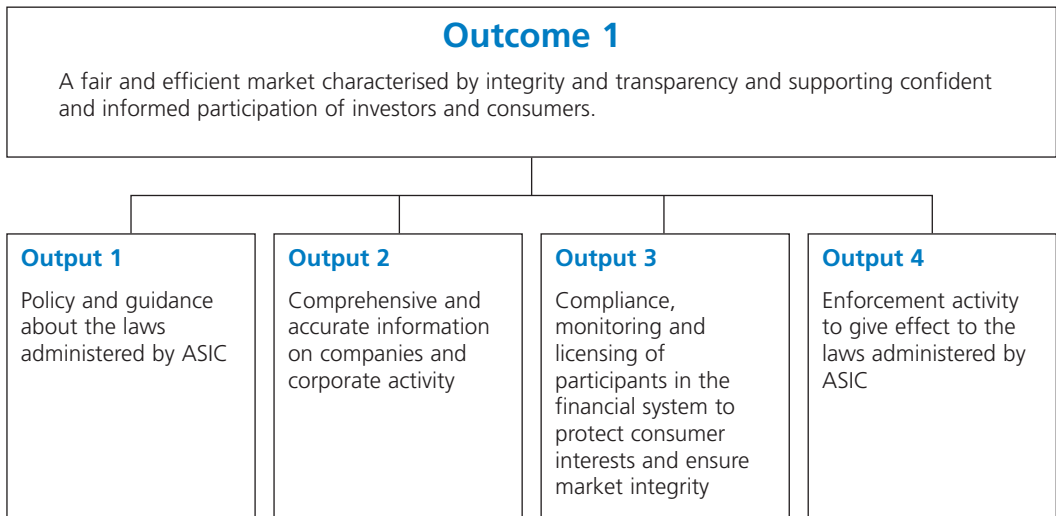 Outcome 1
A fair and efficient market characterised by integrity and transparency and supporting confident
and informed participation of investors and consumers.
Output 1
Policy and guidance
about the laws
administered by ASIC
Output 2
Comprehensive and
accurate information
on companies and
corporate activity
Output 3
Compliance,
monitoring and
licensing of
participants in the
financial system to
protect consumer
interests and ensure
market integrity
Output 4
Enforcement activity
to give effect to the
laws administered by
ASIC